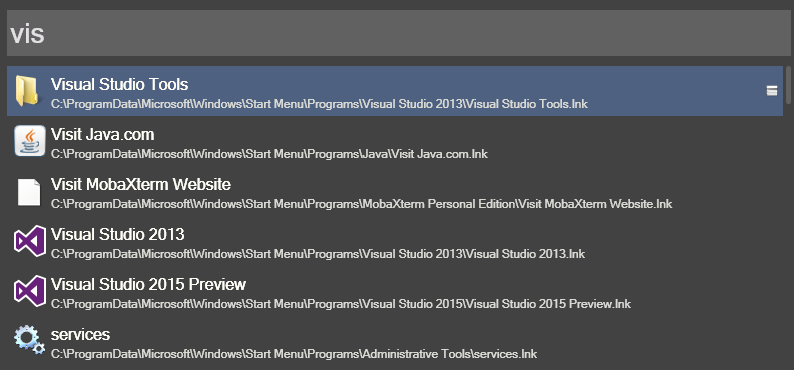 vis
Visual Studio Tools
C:\ProgramData\Microsoft\Windows\Start Menu\Programs\Visual Studio 2013\Visual Studio Tools.lnk
Visit Java.com
C:\ProgramData\Microsoft\Windows\Start Menu\Programs\Java\Visit Java.com.lnk
Visit MobaXterm Website
C:\ProgramData\Microsoft\Windows\Start Menu\Programs\MobaXterm Personal Edition\Visit MobaXterm Website.lnk
Visual Studio 2013
C:\ProgramData\Microsoft\Windows\Start Menu\Programs\Visual Studio 2013\Visual Studio 2013.lnk
Visual Studio 2015 Preview
C:\ProgramData\Microsoft\Windows\Start Menu\Programs\Visual Studio 2015\Visual Studio 2015 Preview.lnk
services
C:\ProgramData\Microsoft\Windows\Start Menu\Programs\Administrative Tools\services.lnk